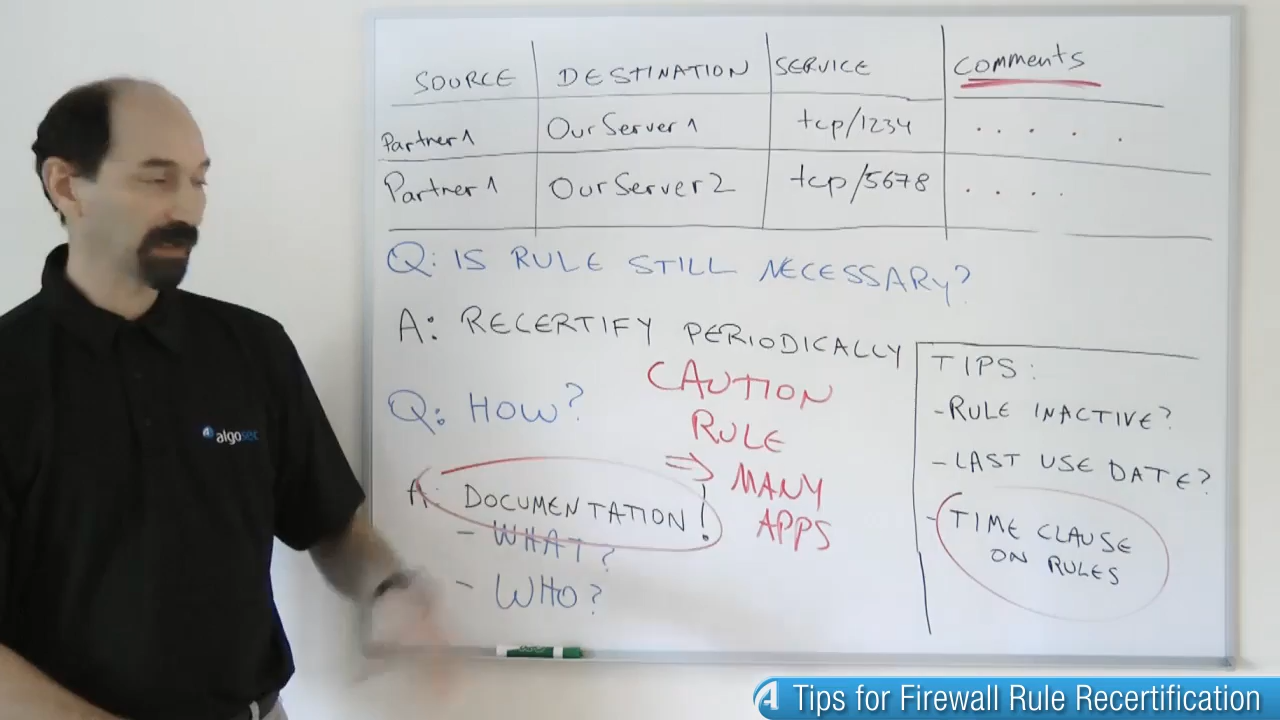 SOURCE DESTINATION SERVICE Comments
Partner1 OurServer1 tcp/1234 . . . .
Partner1 OurServer2 tcp/5678 . . . .
Q: IS RULE STILL NECESSARY?
A: RECERTIFY PERIODICALLY
Q: HOW?
A: DOCUMENTATION!
- WHAT?
- WHO?
CAUTION
RULE
⇒ MANY
APPS
TIPS:
- RULE INACTIVE?
- LAST USE DATE?
- TIME CLAUSE
ON RULES
algosec
Tips for Firewall Rule Recertification